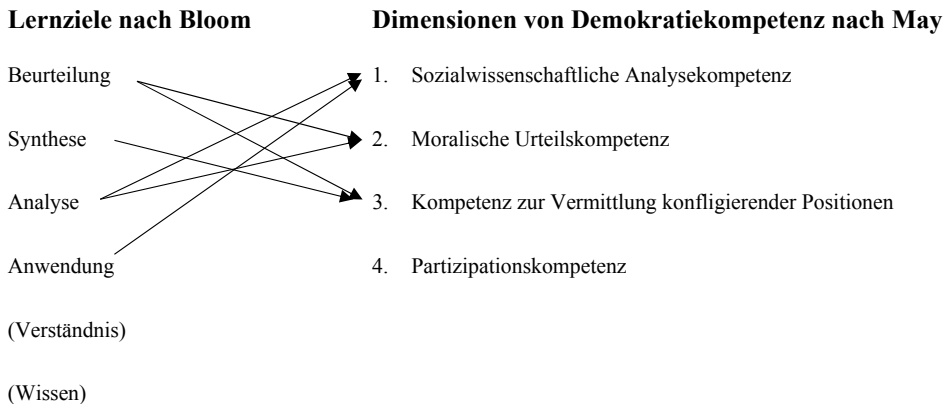 Lernziele nach Bloom Dimensionen von Demokratiekompetenz nach May
Beurteilung 1. Sozialwissenschaftliche Analysekompetenz
Synthese 2. Moralische Urteilskompetenz
Analyse 3. Kompetenz zur Vermittlung konfligierender Positionen
Anwendung 4. Partizipationskompetenz
(Verständnis)
(Wissen)